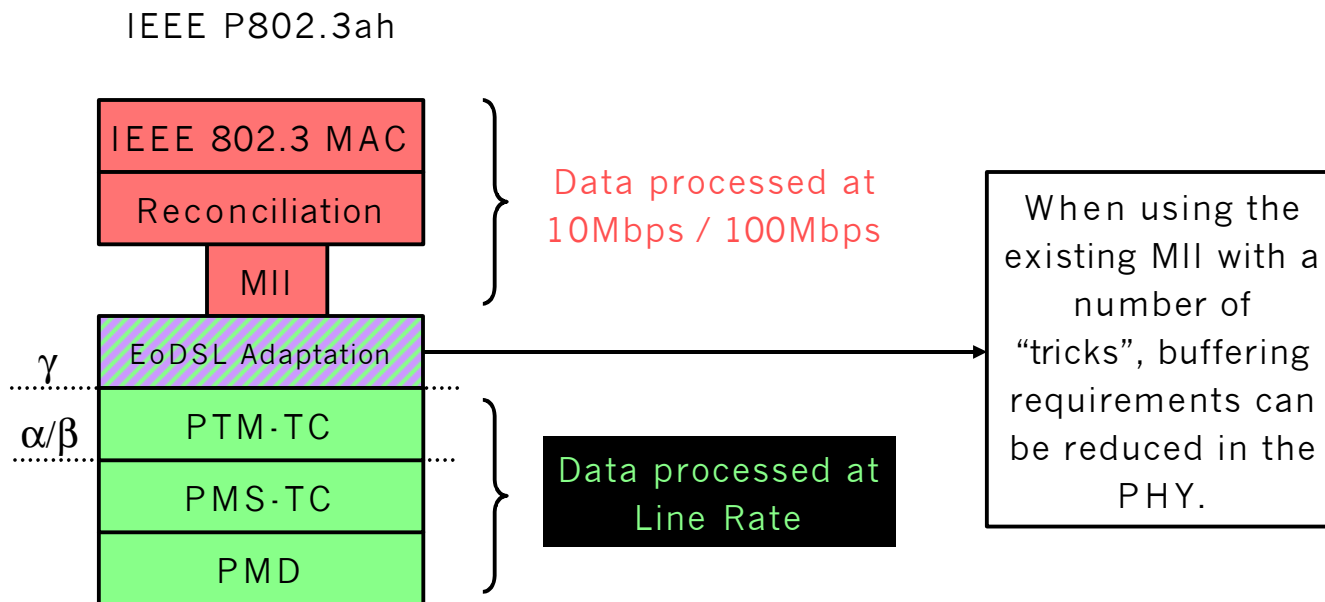 IEEE P802.3ah
IEEE 802.3 MAC
Reconciliation
MII
EoDSL Adaptation
γ
PTM-TC
α/β
PMS-TC
PMD
Data processed at
10Mbps / 100Mbps
Data processed at
Line Rate
When using the
existing MII with a
number of
“tricks”, buffering
requirements can
be reduced in the
PHY.